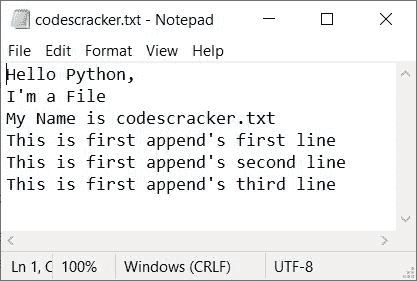 codescracker.txt - Notepad
File Edit Format View Help
Hello Python,
I'm a File
My Name is codescracker.txt
This is first append's first line
This is first append's second line
This is first append's third line
Ln 1, C 100% Windows (CRLF) UTF-8